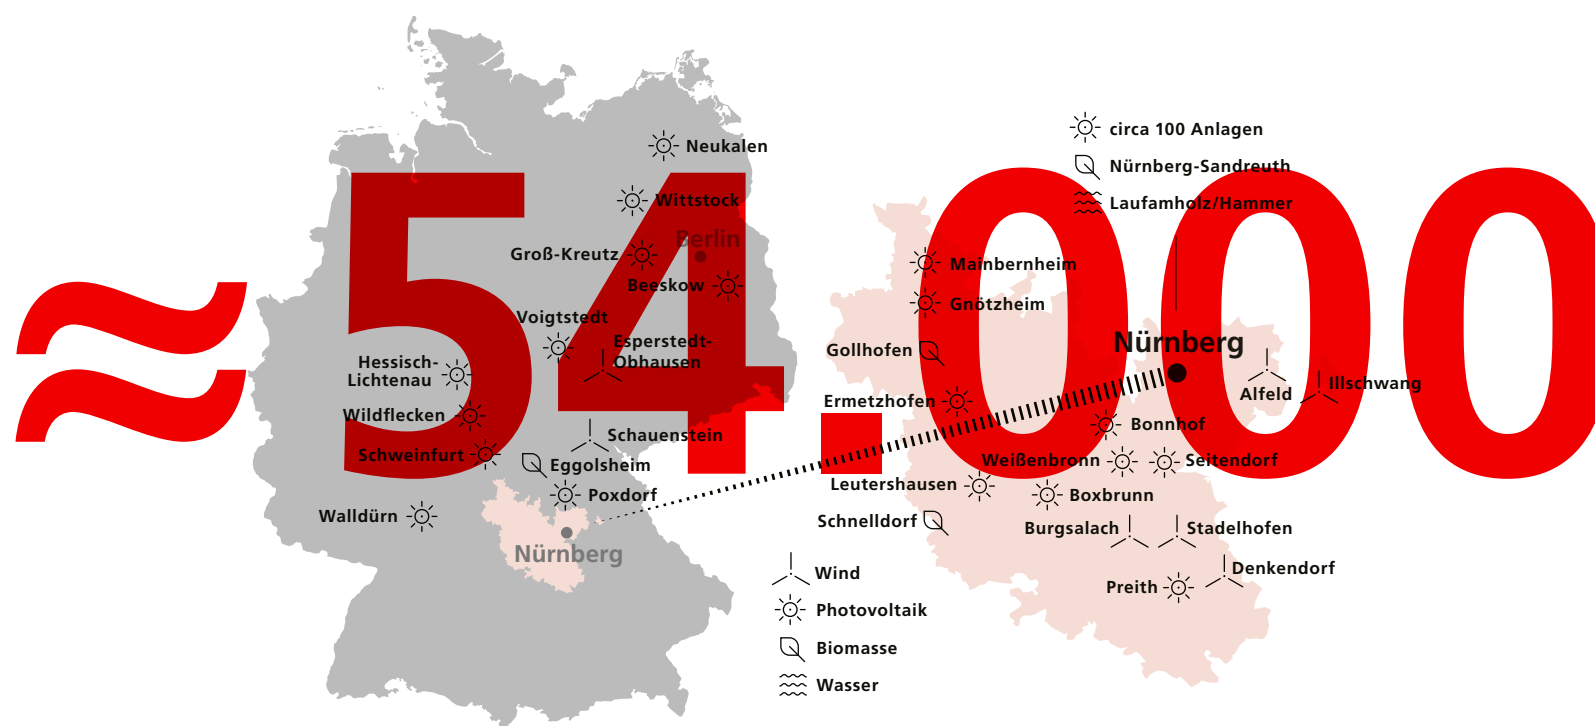 ≈54.000
Neukalen
Wittstock
Berlin
Groß-Kreutz
Beeskow
Voigtstedt
Esperstedt-
Obhausen
Hessisch-
Lichtenau
Wildflecken
Schauenstein
Schweinfurt
Eggolsheim
Poxdorf
Walldürn
Nürnberg
circa 100 Anlagen
Nürnberg-Sandreuth
Laufamholz/Hammer
Mainbernheim
Gnötzheim
Nürnberg
Gollhofen
Illschwang
Alfeld
Ermetzhofen
Bonnhof
Weißenbronn
Seitendorf
Leutershausen
Boxbrunn
Schnelldorf
Burgsalach
Stadelhofen
Denkendorf
Preith
Wind
Photovoltaik
Biomasse
Wasser